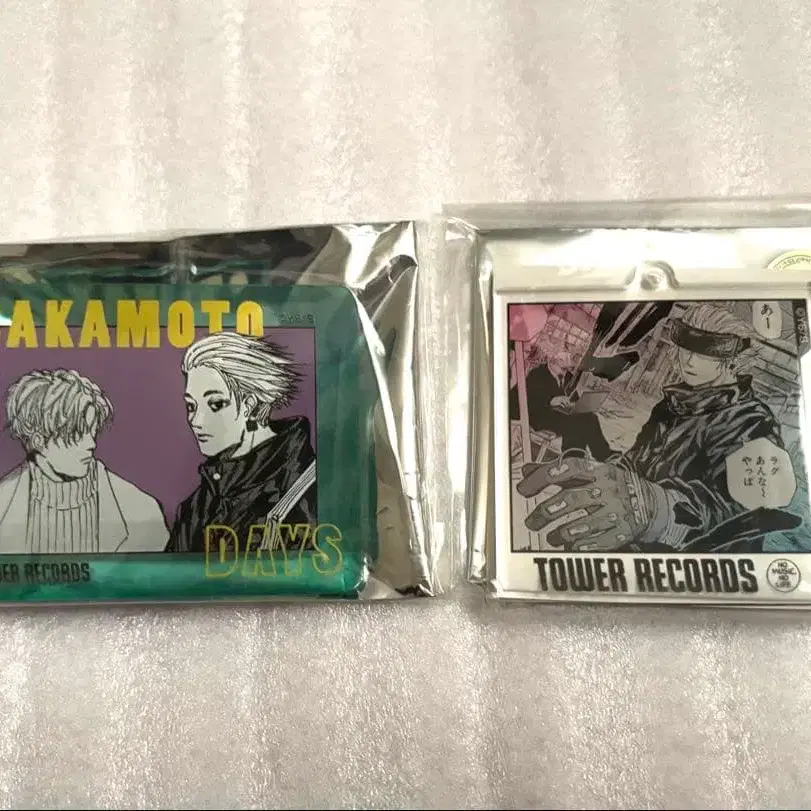 AKAMOTO
DAYS
WER RECORDS
あー
ラグ
あんな〜
やっぱ
TOWER RECORDS
NO
MUSIC,
NO
LIFE.